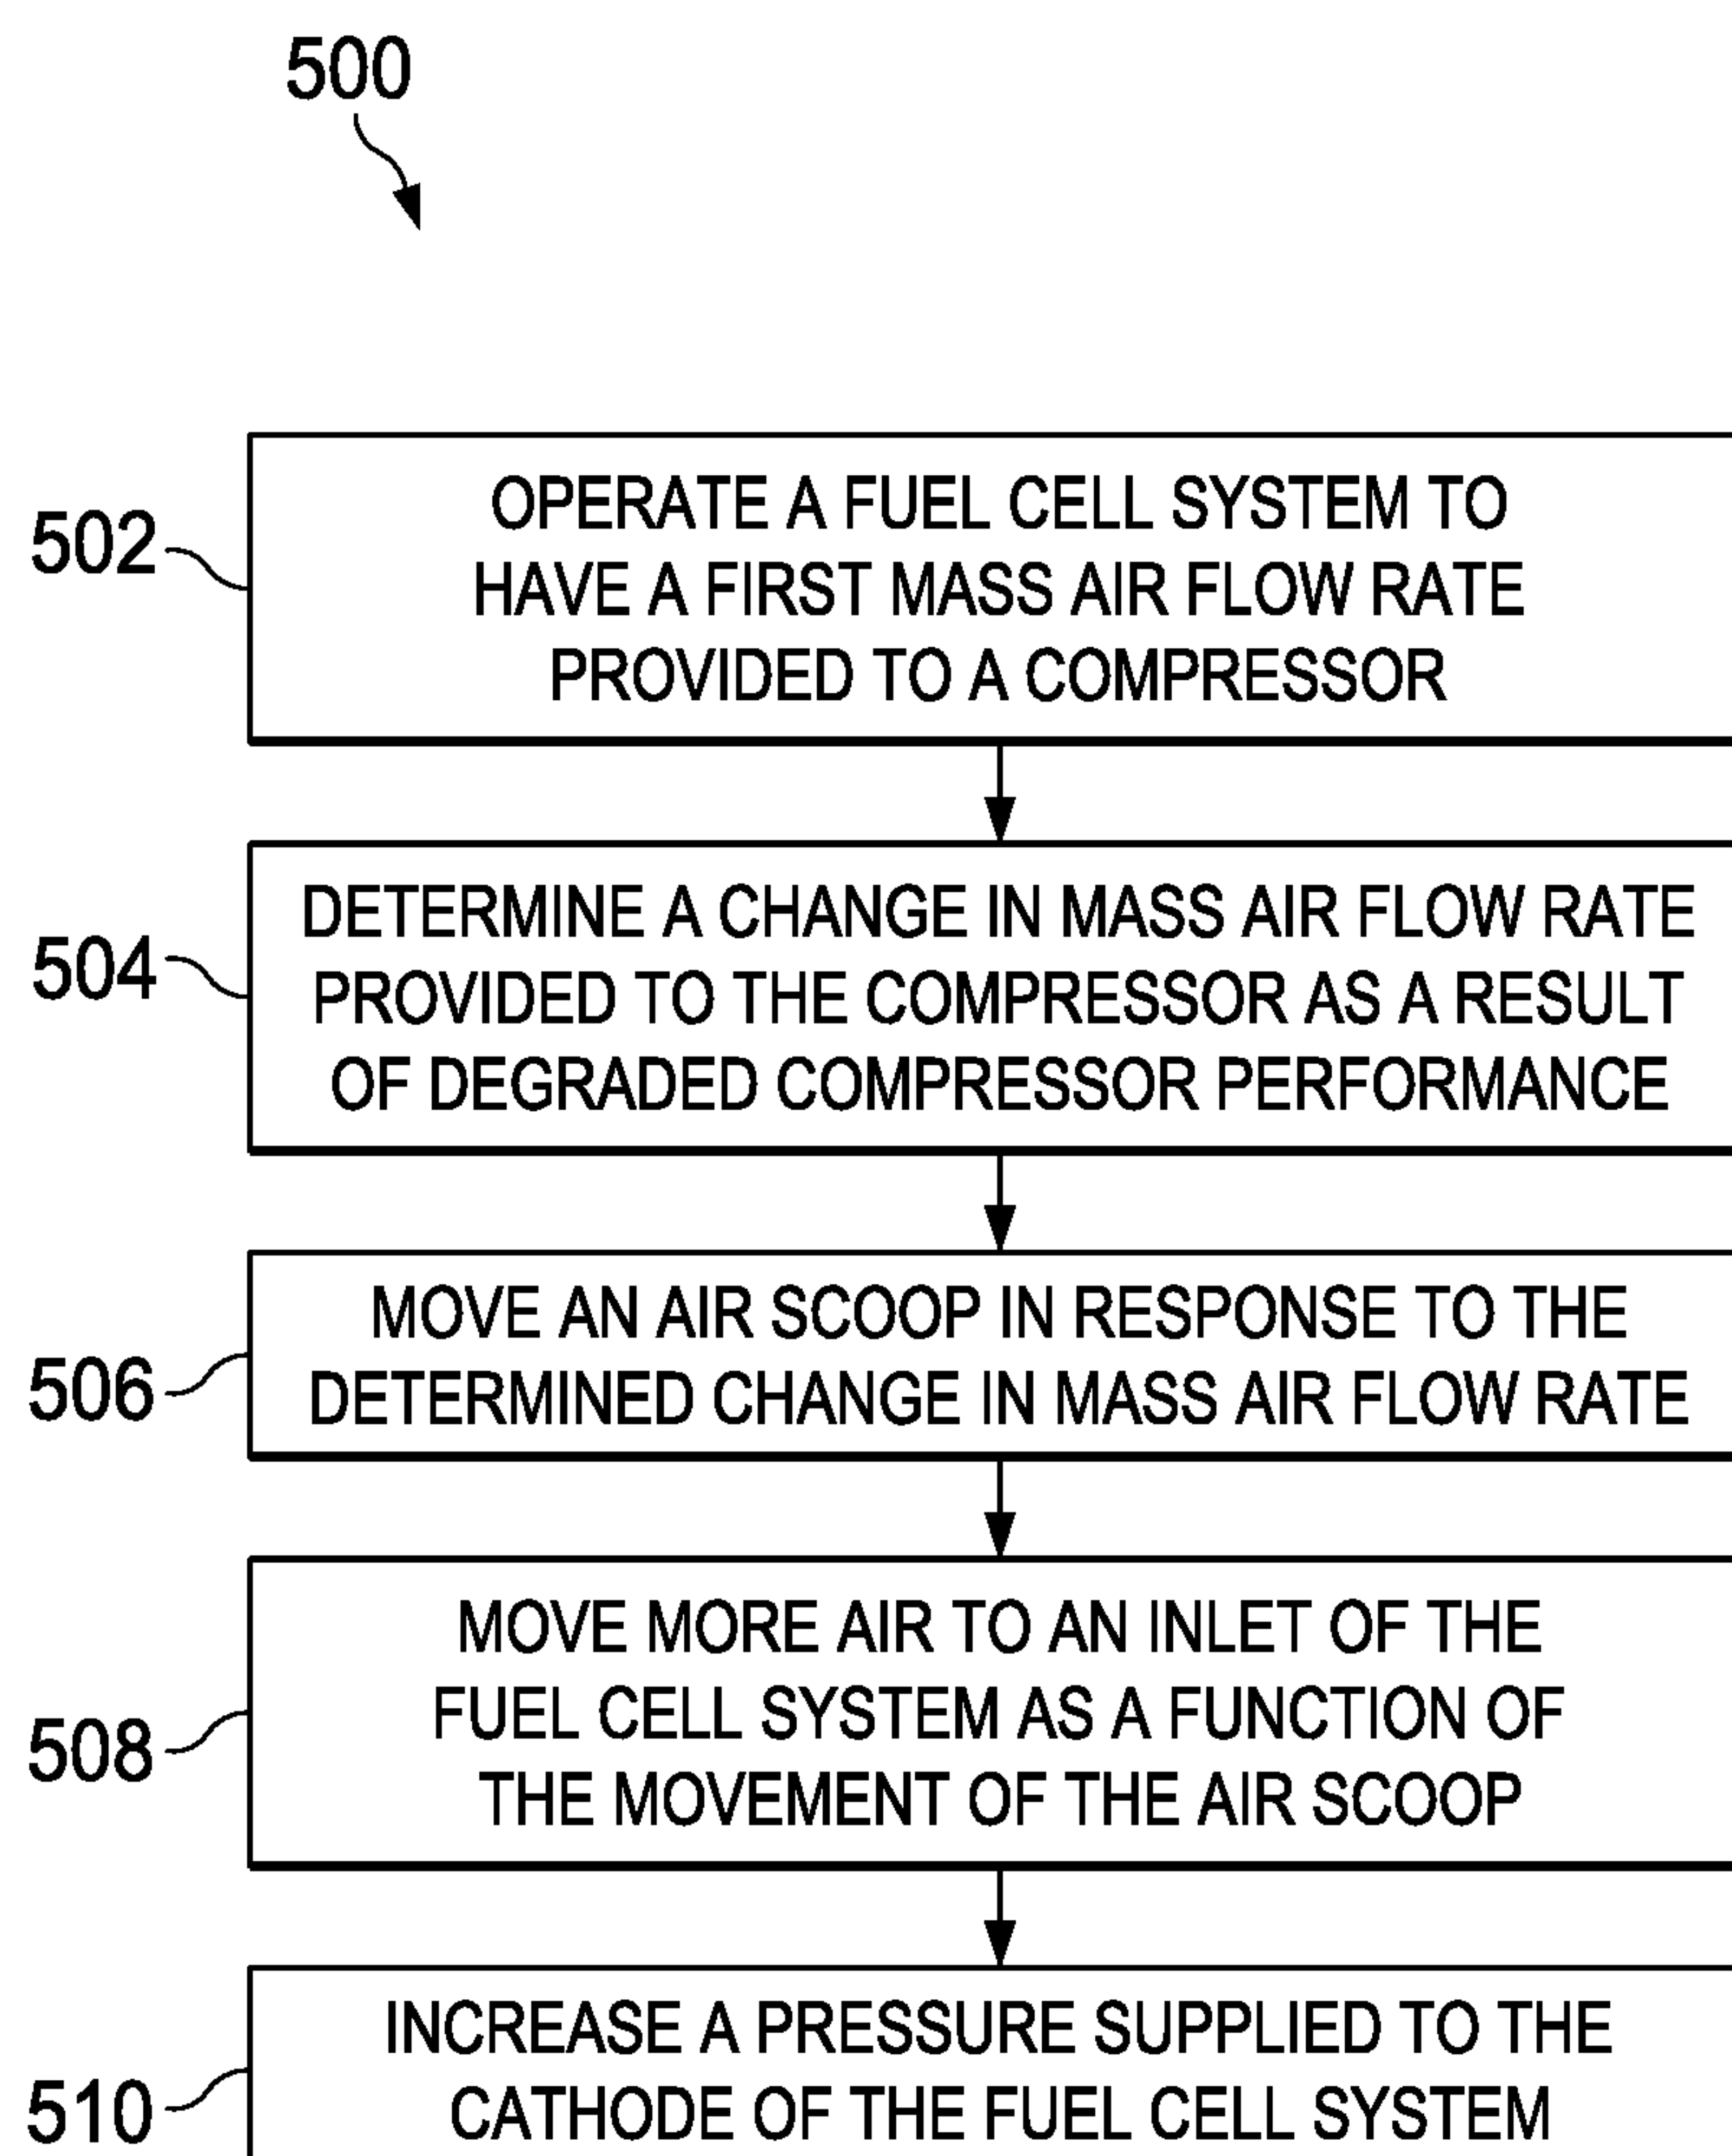 500
502
OPERATE A FUEL CELL SYSTEM TO
HAVE A FIRST MASS AIR FLOW RATE
PROVIDED TO A COMPRESSOR
504
DETERMINE A CHANGE IN MASS AIR FLOW RATE
PROVIDED TO THE COMPRESSOR AS A RESULT
OF DEGRADED COMPRESSOR PERFORMANCE
506
MOVE AN AIR SCOOP IN RESPONSE TO THE
DETERMINED CHANGE IN MASS AIR FLOW RATE
508
MOVE MORE AIR TO AN INLET OF THE
FUEL CELL SYSTEM AS A FUNCTION OF
THE MOVEMENT OF THE AIR SCOOP
510
INCREASE A PRESSURE SUPPLIED TO THE
CATHODE OF THE FUEL CELL SYSTEM